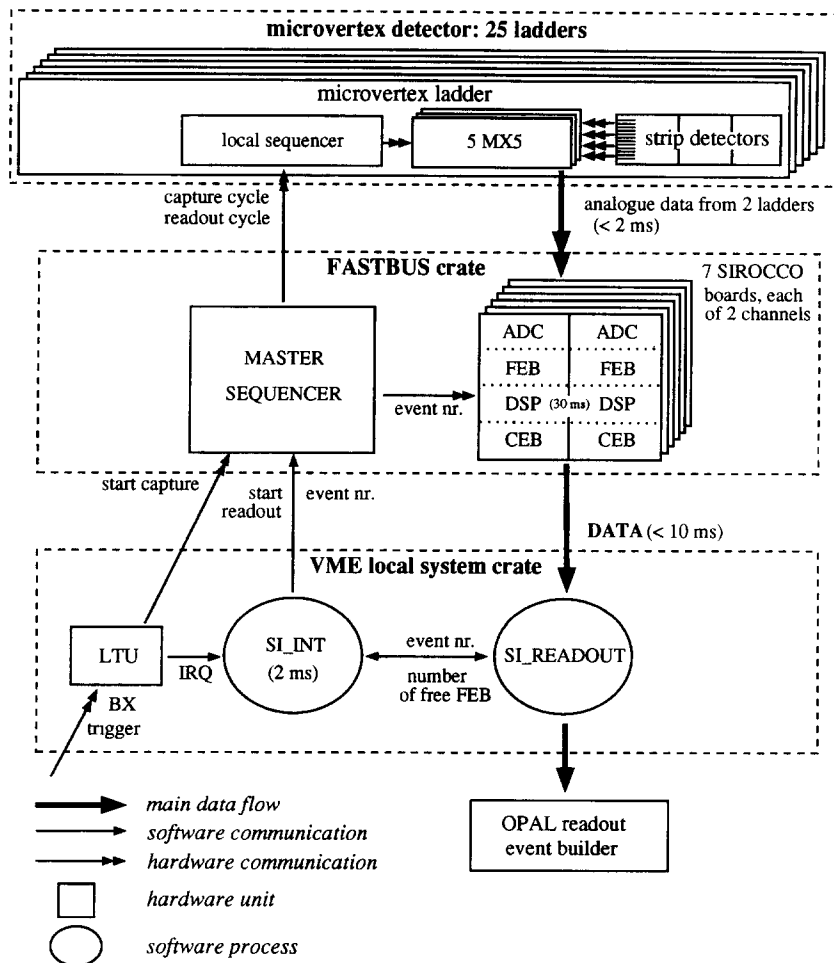 microvertex detector: 25 ladders
microvertex ladder
local sequencer
5 MX5
strip detectors
capture cycle
readout cycle
analogue data from 2 ladders
(< 2 ms)
FASTBUS crate
7 SIROCCO
boards, each
of 2 channels
MASTER
SEQUENCER
event nr.
ADC ADC
FEB FEB
DSP (30 ms) DSP
CEB CEB
start capture
start
readout
event nr.
DATA (< 10 ms)
VME local system crate
LTU
IRQ
SI_INT
(2 ms)
event nr.
number
of free FEB
SI_READOUT
BX
trigger
main data flow
software communication
hardware communication
hardware unit
software process
OPAL readout
event builder